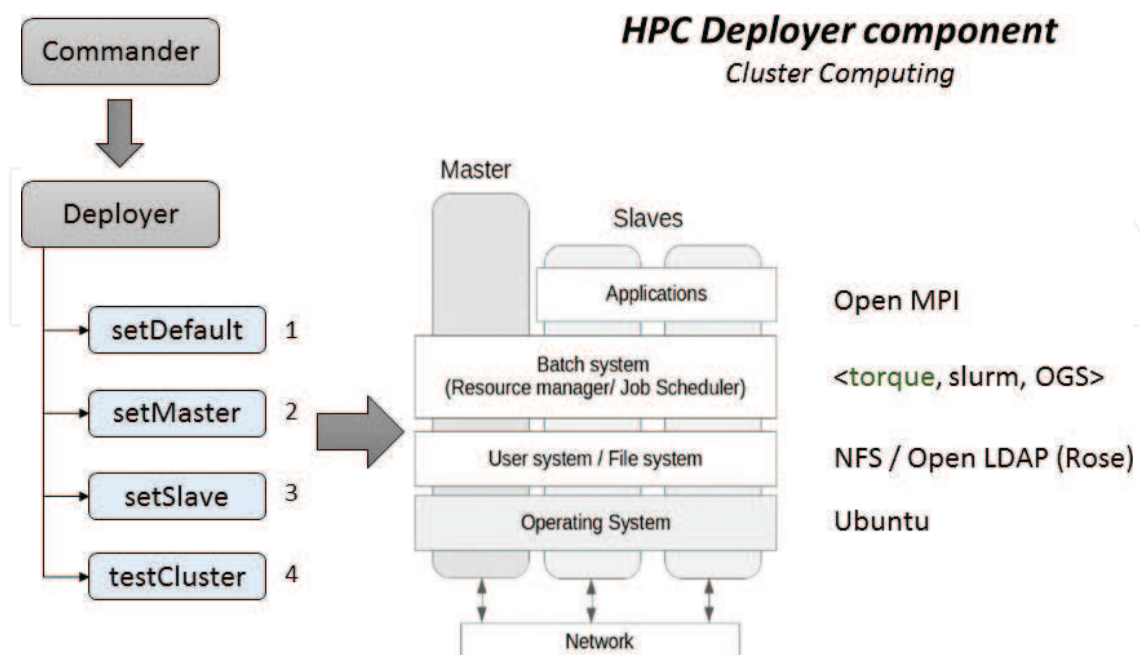 HPC Deployer component
Cluster Computing
Commander
Deployer
setDefault 1
setMaster 2
setSlave 3
testCluster 4
Master
Slaves
Applications
Open MPI
Batch system
(Resource manager/ Job Scheduler)
<torque, slurm, OGS>
User system / File system
NFS / Open LDAP (Rose)
Operating System
Ubuntu
Network